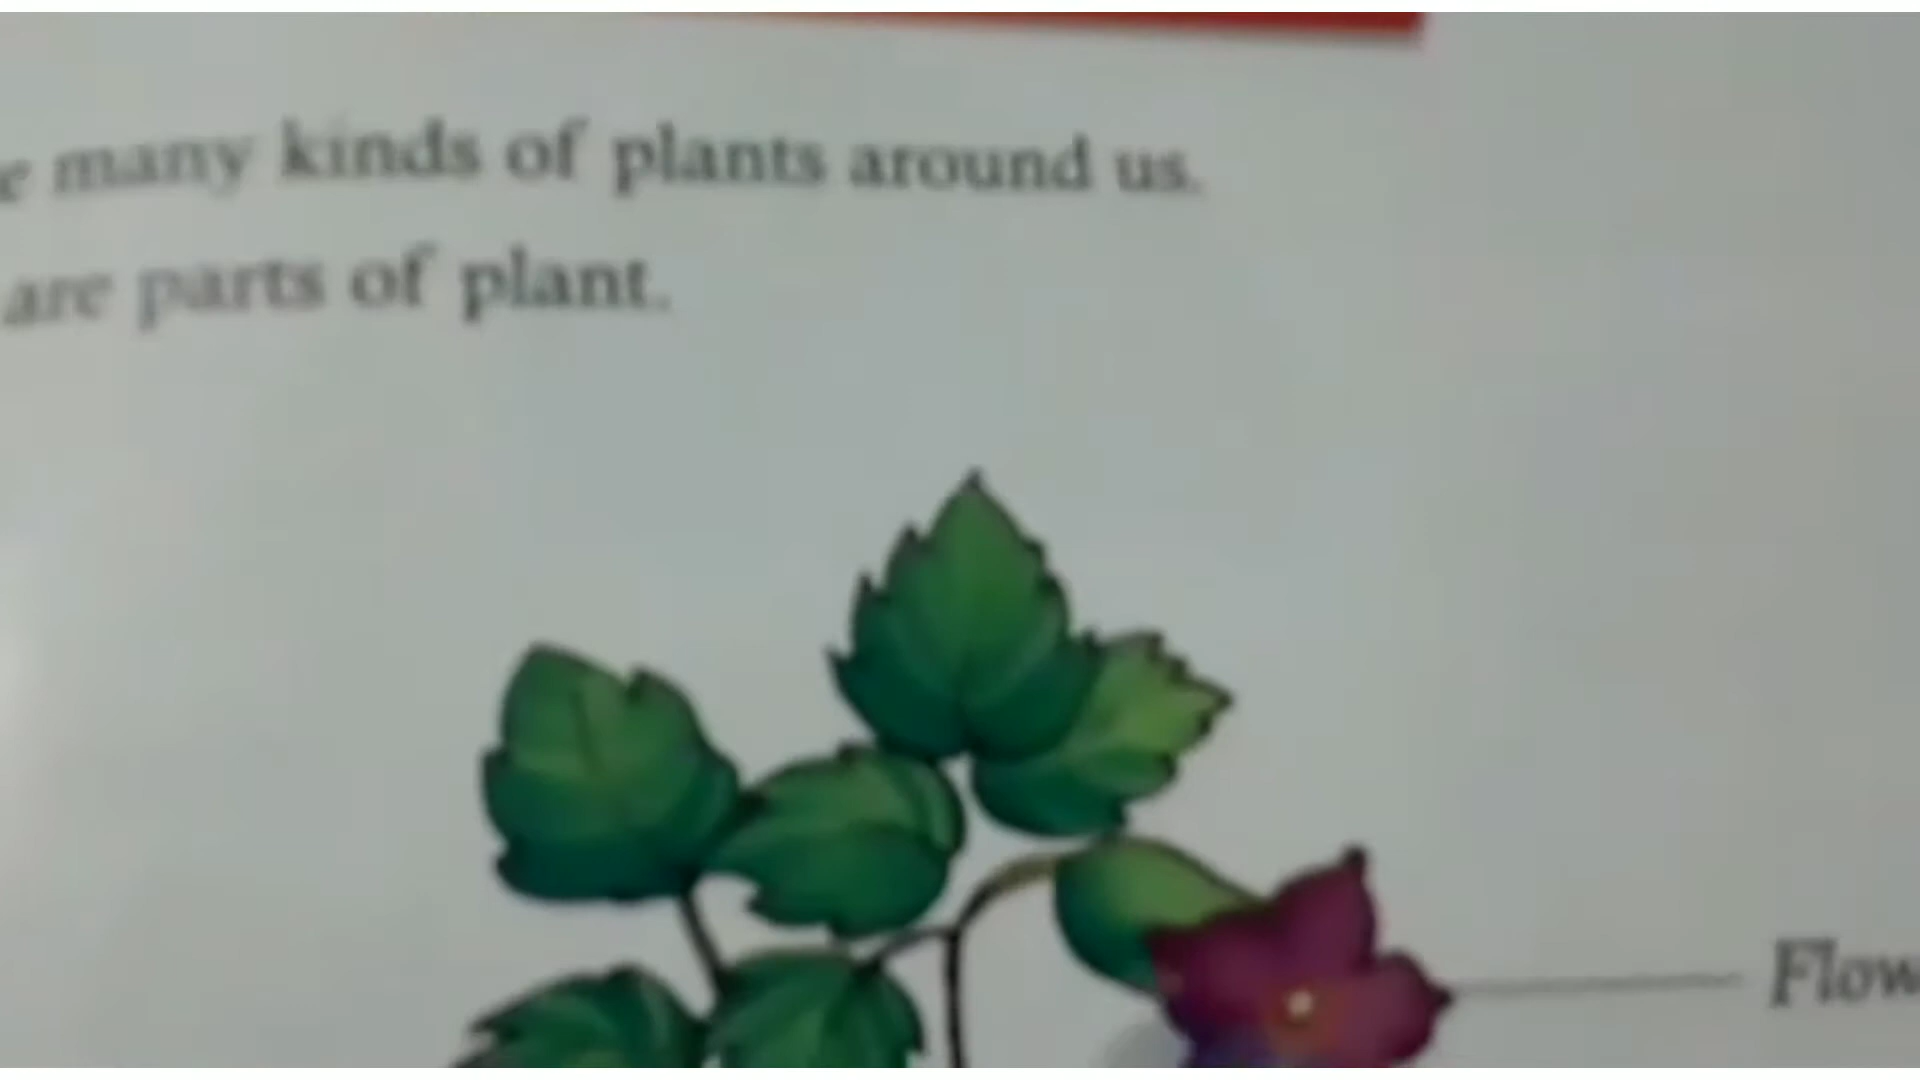 many kinds of plants around us.
are parts of plant.
Flow